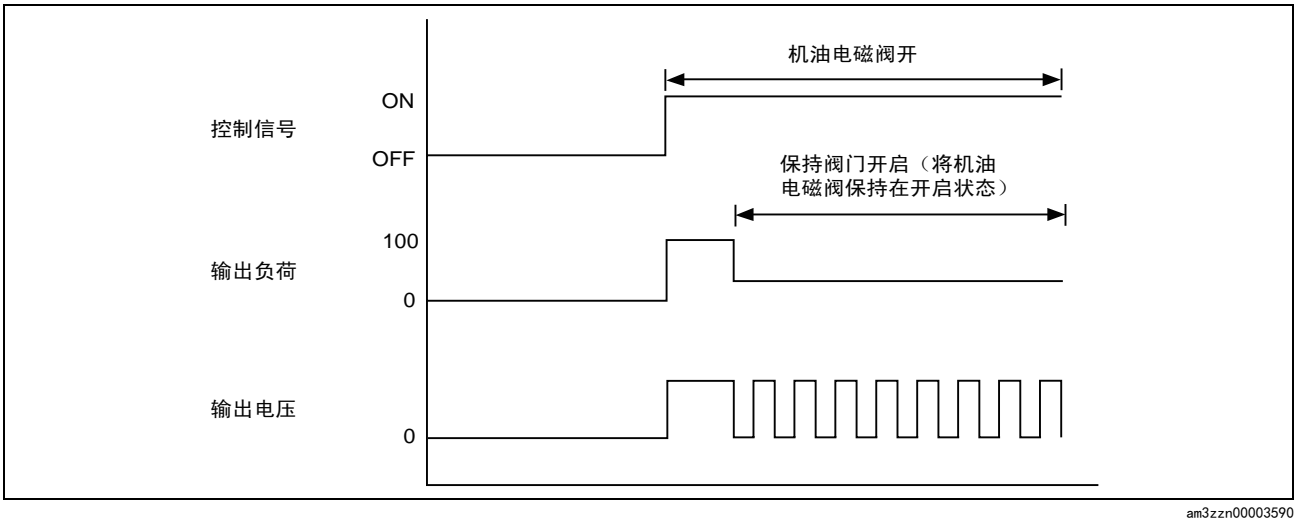 机油电磁阀开
ON
控制信号
OFF
保持阀门开启（将机油
电磁阀保持在开启状态）
100
输出负荷
0
输出电压
0
am3zzn00003590